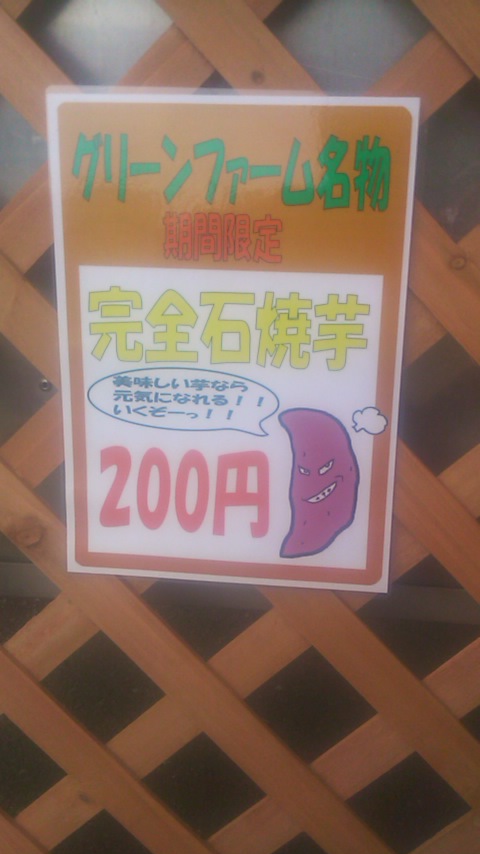 グリーンファーム名物
期間限定
完全石焼芋
美味しい芋なら
元気になれる！！
いくぞーっ！！
200円